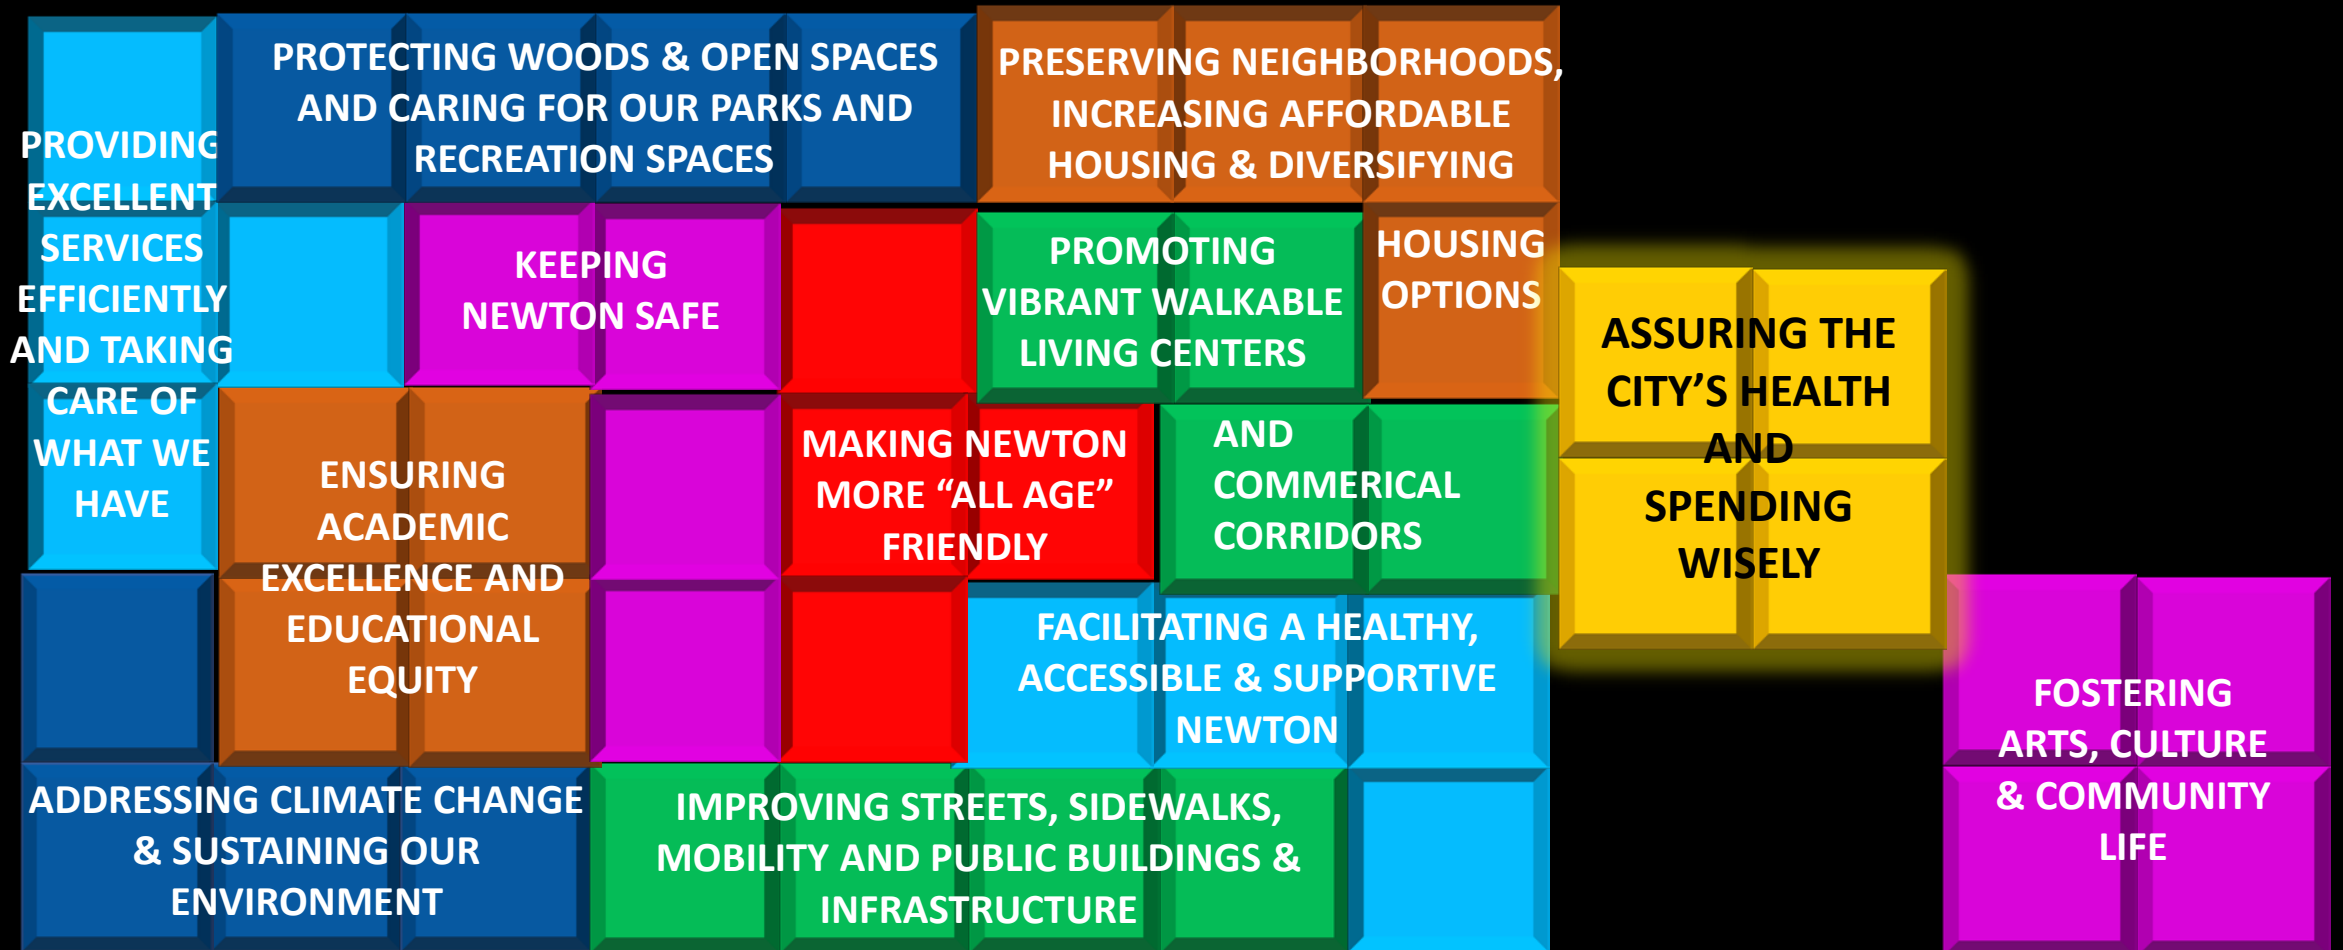 PROVIDING
EXCELLENT
SERVICES
EFFICIENTLY
AND TAKING
CARE OF
WHAT WE
HAVE
PROTECTING WOODS & OPEN SPACES
AND CARING FOR OUR PARKS AND
RECREATION SPACES
PRESERVING NEIGHBORHOODS,
INCREASING AFFORDABLE
HOUSING & DIVERSIFYING
HOUSING
OPTIONS
KEEPING
NEWTON SAFE
PROMOTING
VIBRANT WALKABLE
LIVING CENTERS
AND
COMMERICAL
CORRIDORS
ASSURING THE
CITY’S HEALTH
AND
SPENDING
WISELY
ENSURING
ACADEMIC
EXCELLENCE AND
EDUCATIONAL
EQUITY
MAKING NEWTON
MORE “ALL AGE”
FRIENDLY
FACILITATING A HEALTHY,
ACCESSIBLE & SUPPORTIVE
NEWTON
FOSTERING
ARTS, CULTURE
& COMMUNITY
LIFE
ADDRESSING CLIMATE CHANGE
& SUSTAINING OUR
ENVIRONMENT
IMPROVING STREETS, SIDEWALKS,
MOBILITY AND PUBLIC BUILDINGS &
INFRASTRUCTURE